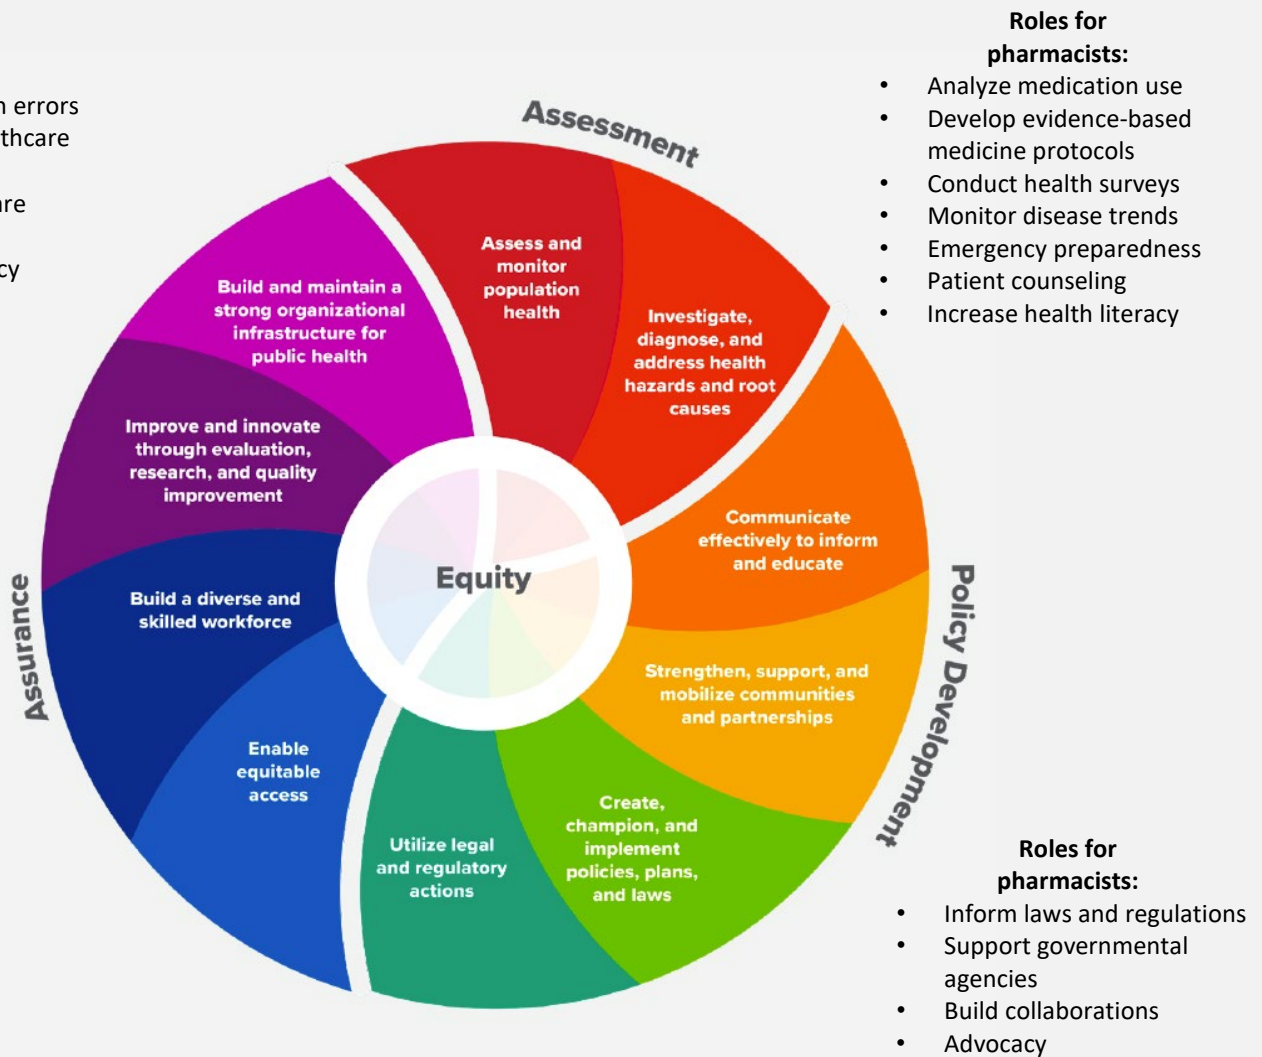 Roles for
pharmacists:
• Analyze medication use
• Develop evidence-based
medicine protocols
• Conduct health surveys
• Monitor disease trends
• Emergency preparedness
• Patient counseling
• Increase health literacy
errors
Assessment
Assess and
monitor
population
health
Investigate,
diagnose, and
address health
hazards and root
causes
Communicate
effectively to inform
and educate
Strengthen, support, and
mobilize communities
and partnerships
Create,
champion, and
implement
policies, plans,
and laws
Utilize legal
and regulatory
actions
Enable
equitable
access
Build a diverse and
skilled workforce
Improve and innovate
through evaluation,
research, and quality
improvement
Build and maintain a
strong organizational
infrastructure for
public health
Equity
Assurance
Policy Development
Roles for
pharmacists:
• Inform laws and regulations
• Support governmental
agencies
• Build collaborations
• Advocacy